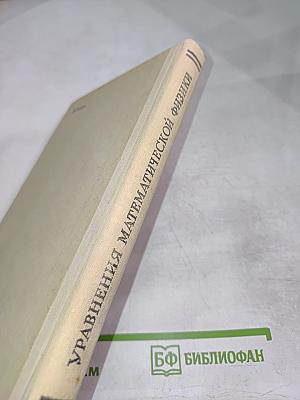 УРАВНЕНИЯ МАТЕМАТИЧЕСКОЙ ФИЗИКИ
БФ БИБЛИОФАН